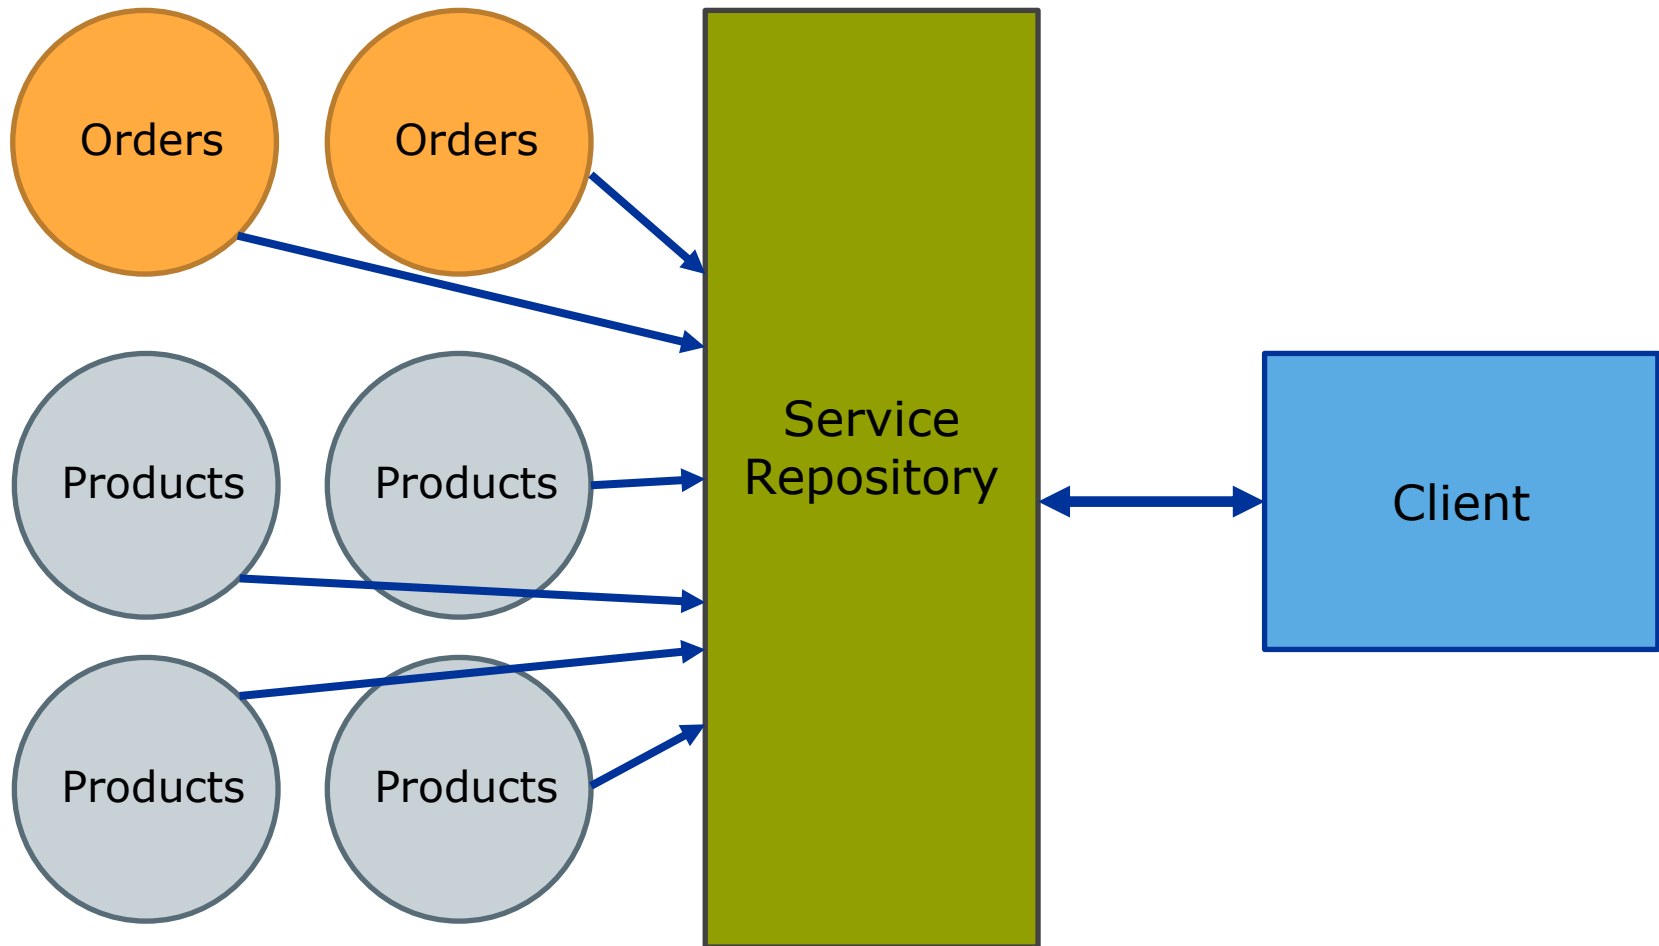 Orders
Orders
Products
Products
Products
Products
Service
Repository
Client